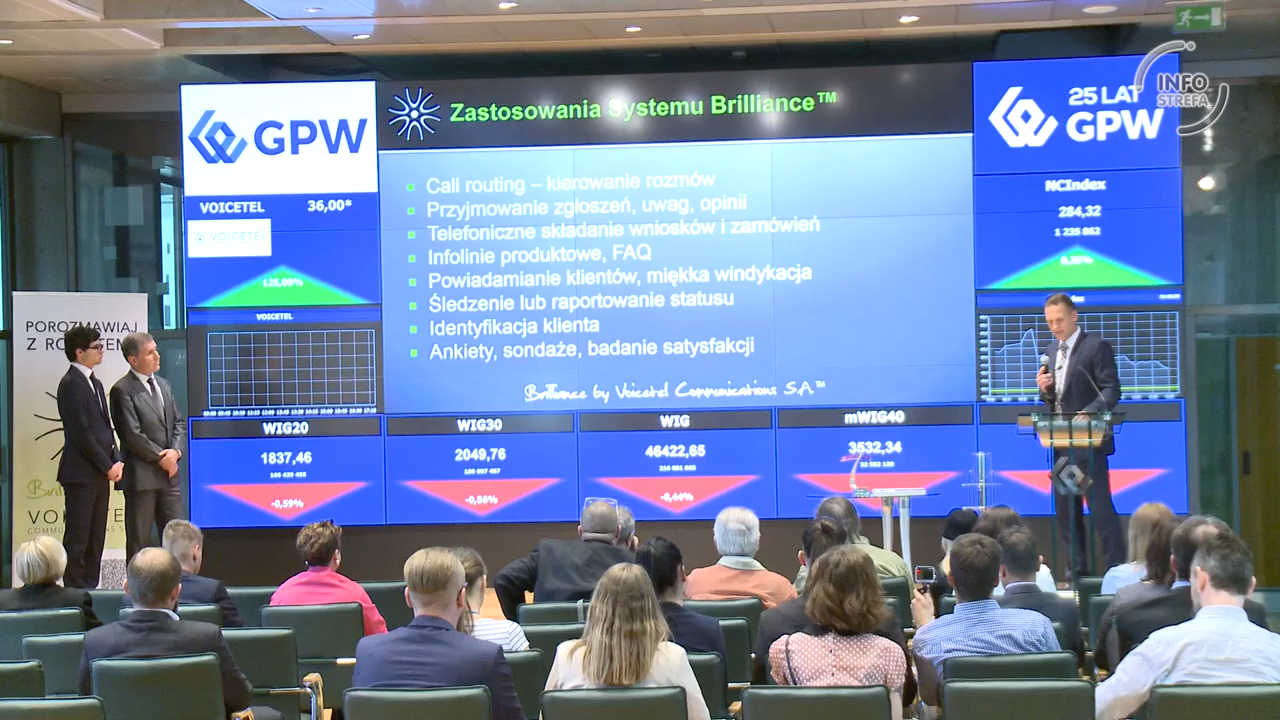 INFO
STREFA
GPW
Zastosowania Systemu Brilliance™
25 LAT
GPW
VOICETEL 36,00*
VOICETEL
125,00%
VOICETEL
Call routing – kierowanie rozmów
Przyjmowanie zgłoszeń, uwag, opinii
Telefoniczne składanie wniosków i zamówień
Infolinie produktowe, FAQ
Powiadamianie klientów, miękka windykacja
Śledzenie lub raportowanie statusu
Identyfikacja klienta
Ankiety, sondaże, badanie satysfakcji
Brilliance by Voicetel Communications S.A.™
NCIndex
284,32
1 235 862
WIG20
1837,46
-0,59%
WIG30
2049,76
-0,56%
WIG
46422,65
-0,44%
mWIG40
3532,34
POROZMAWIAJ